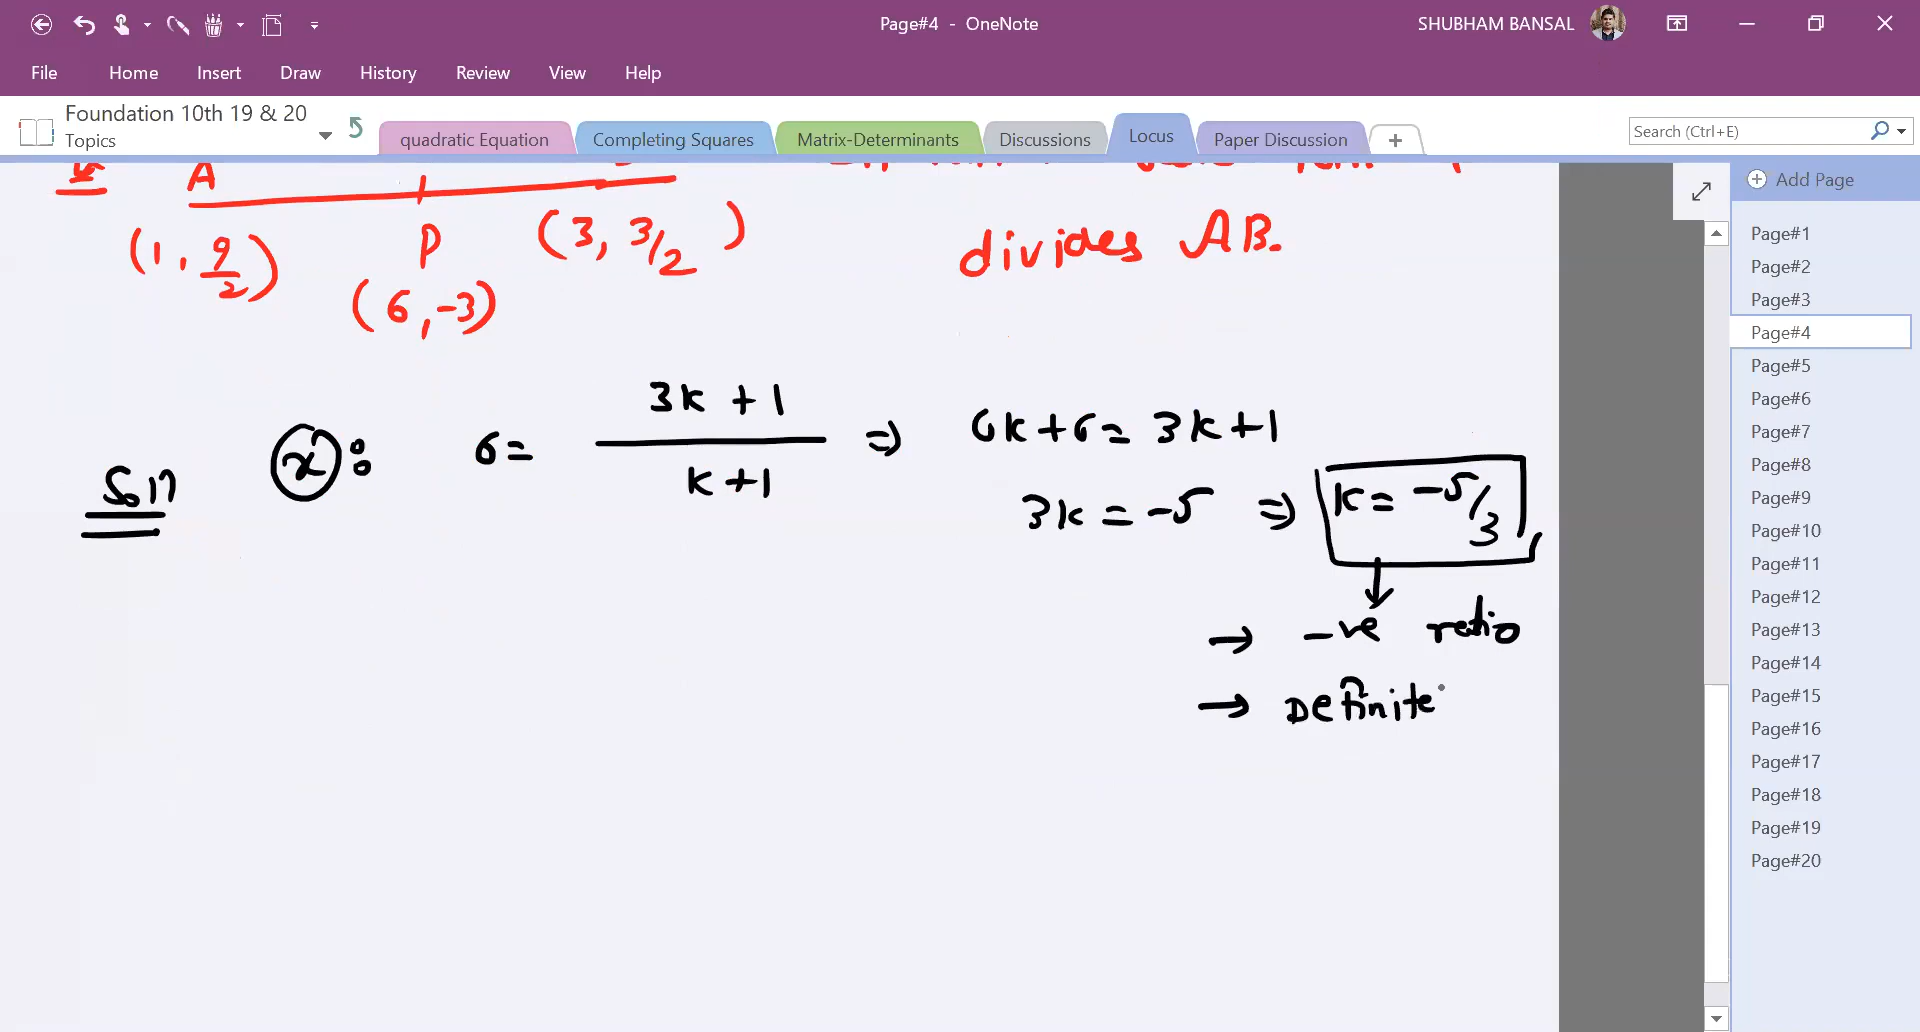 Page#4 - OneNote
SHUBHAM BANSAL
File Home Insert Draw History Review View Help
Foundation 10th 19 & 20
Topics
quadratic Equation
Completing Squares
Matrix-Determinants
Discussions
Locus
Paper Discussion
+
Search (Ctrl+E)
Add Page
Page#1
Page#2
Page#3
Page#4
Page#5
Page#6
Page#7
Page#8
Page#9
Page#10
Page#11
Page#12
Page#13
Page#14
Page#15
Page#16
Page#17
Page#18
Page#19
Page#20
A
(1, 9/2) P (3, 3/2) divides AB.
(6, -3)
Soln x: 6 = 3k + 1 / k + 1 ⇒ 6k + 6 = 3k + 1
3k = -5 ⇒ k = -5/3
↓
→ -ve ratio
→ Definite